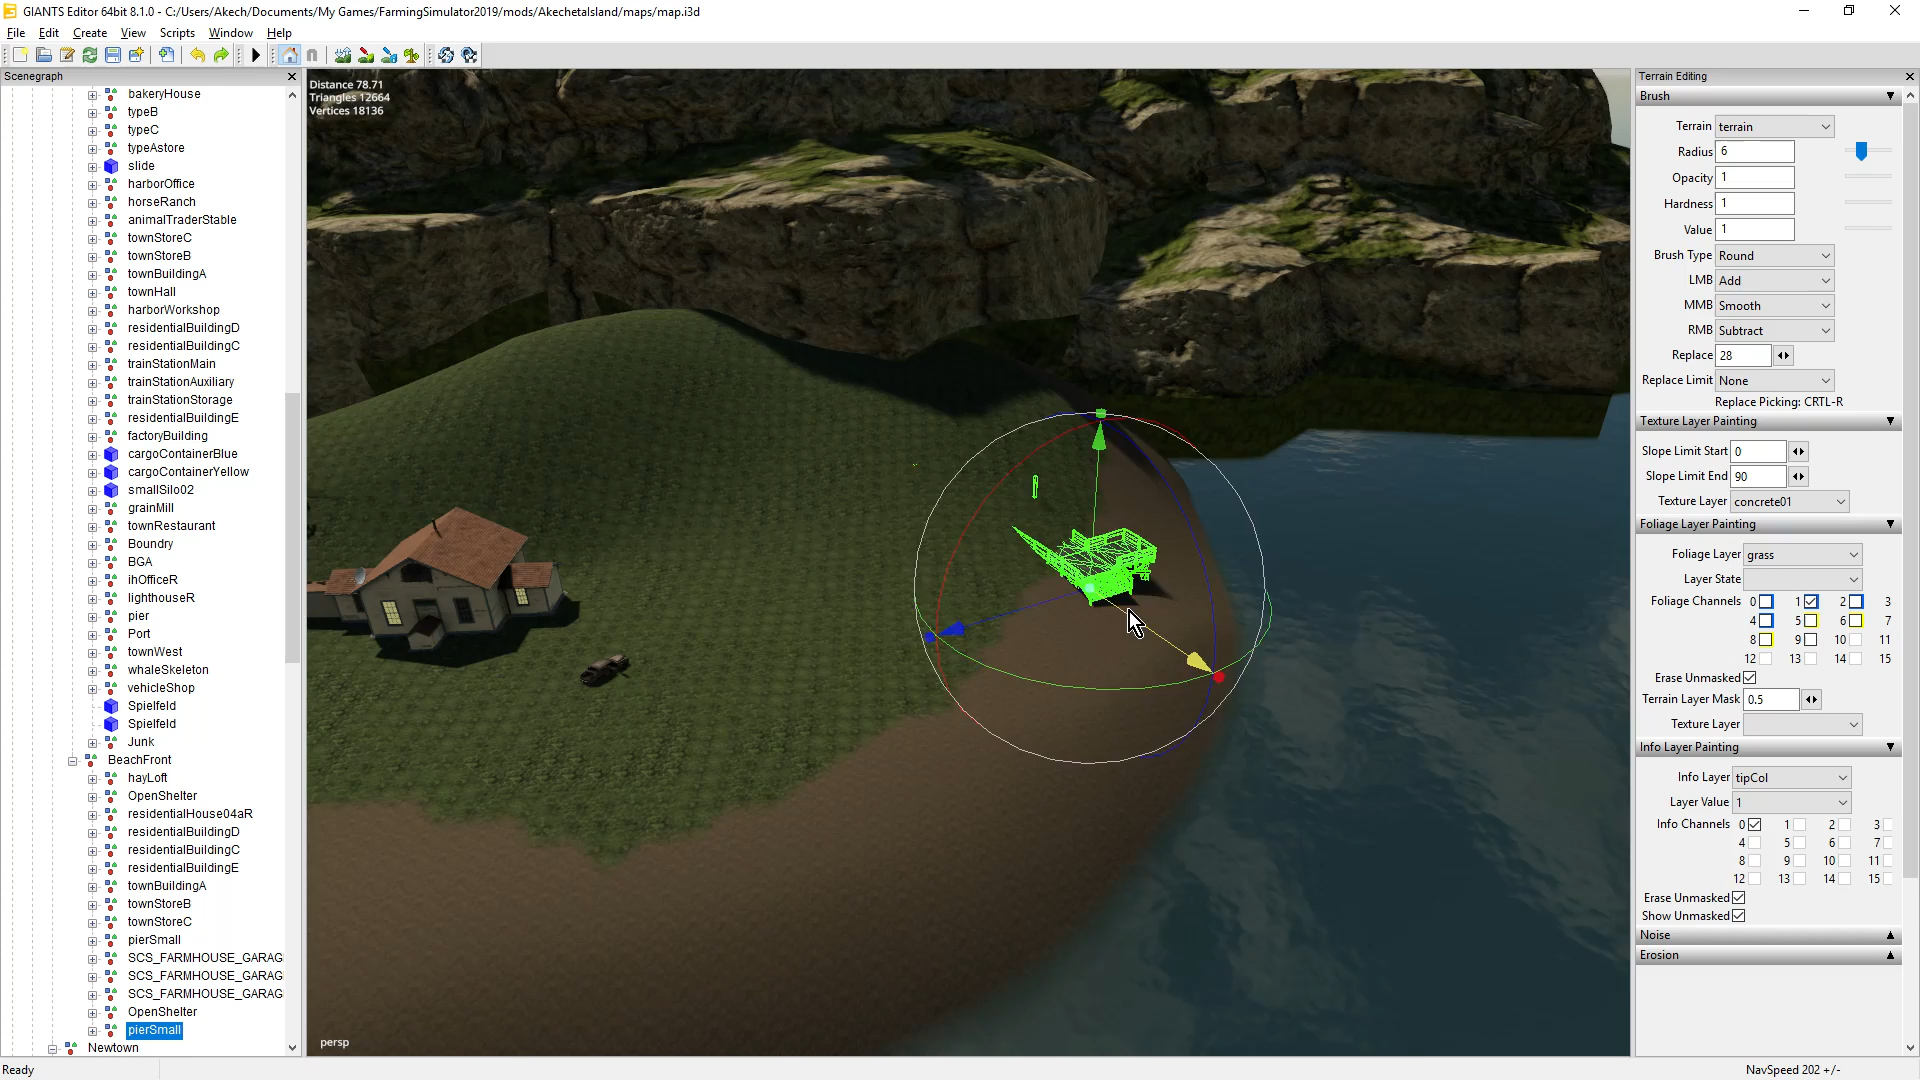 GIANTS Editor 64bit 8.1.0 - C:/Users/Akech/Documents/My Games/FarmingSimulator2019/mods/AkechetaIsland/maps/map.i3d
File Edit Create View Scripts Window Help
Scenegraph
bakeryHouse
typeB
typeC
typeAstore
slide
harborOffice
horseRanch
animalTraderStable
townStoreC
townStoreB
townBuildingA
townHall
harborWorkshop
residentialBuildingD
residentialBuildingC
trainStationMain
trainStationAuxiliary
trainStationStorage
residentialBuildingE
factoryBuilding
cargoContainerBlue
cargoContainerYellow
smallSilo02
grainMill
townRestaurant
Boundry
BGA
ihOfficeR
lighthouseR
pier
Port
townWest
whaleSkeleton
vehicleShop
Spielfeld
Spielfeld
Junk
BeachFront
hayLoft
OpenShelter
residentialHouse04aR
residentialBuildingD
residentialBuildingC
residentialBuildingE
townBuildingA
townStoreB
townStoreC
pierSmall
SCS_FARMHOUSE_GARAG
SCS_FARMHOUSE_GARAG
SCS_FARMHOUSE_GARAG
OpenShelter
pierSmall
Newtown
Ready
Distance 78.71
Triangles 12664
Vertices 18136
persp
Terrain Editing
Brush
Terrain terrain
Radius 6
Opacity 1
Hardness 1
Value 1
Brush Type Round
LMB Add
MMB Smooth
RMB Subtract
Replace 28
Replace Limit None
Replace Picking: CRTL-R
Texture Layer Painting
Slope Limit Start 0
Slope Limit End 90
Texture Layer concrete01
Foliage Layer Painting
Foliage Layer grass
Layer State
Foliage Channels 0 1 2 3
4 5 6 7
8 9 10 11
12 13 14 15
Erase Unmasked
Terrain Layer Mask 0.5
Texture Layer
Info Layer Painting
Info Layer tipCol
Layer Value 1
Info Channels 0 1 2 3
4 5 6 7
8 9 10 11
12 13 14 15
Erase Unmasked
Show Unmasked
Noise
Erosion
NavSpeed 202 +/-